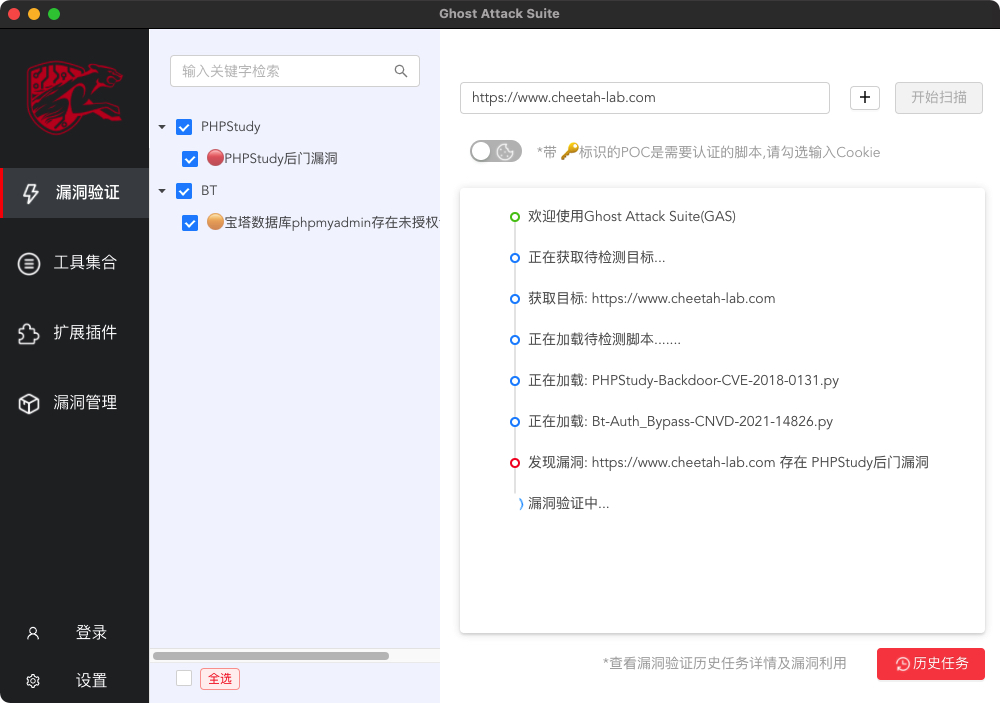 Ghost Attack Suite
漏洞验证
工具集合
扩展插件
漏洞管理
登录
设置
输入关键字检索
PHPStudy
PHPStudy后门漏洞
BT
宝塔数据库phpmyadmin存在未授权
全选
https://www.cheetah-lab.com
+
开始扫描
*带 🔑标识的POC是需要认证的脚本,请勾选输入Cookie
欢迎使用Ghost Attack Suite(GAS)
正在获取待检测目标...
获取目标: https://www.cheetah-lab.com
正在加载待检测脚本.......
正在加载: PHPStudy-Backdoor-CVE-2018-0131.py
正在加载: Bt-Auth_Bypass-CNVD-2021-14826.py
发现漏洞: https://www.cheetah-lab.com 存在 PHPStudy后门漏洞
漏洞验证中...
*查看漏洞验证历史任务详情及漏洞利用
历史任务